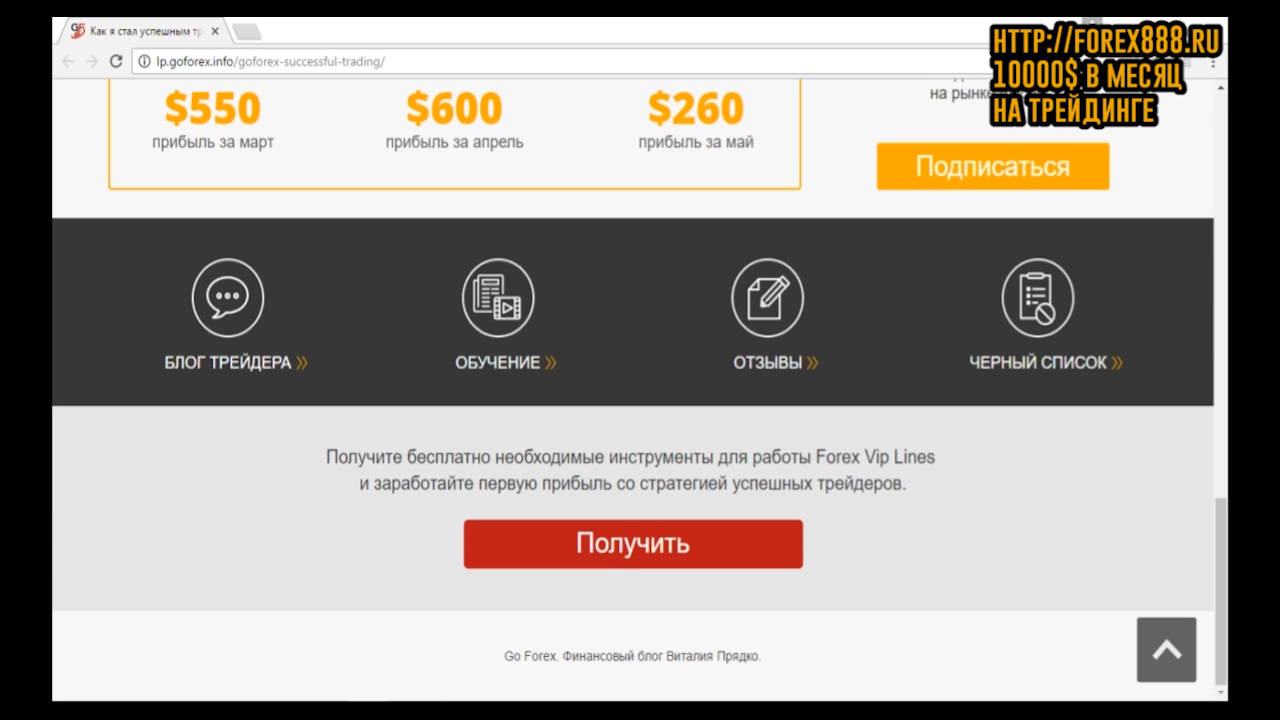 Как я стал успешным тр
HTTP://FOREX888.RU
10000$ В МЕСЯЦ
НА ТРЕЙДИНГЕ
lp.goforex.info/goforex-successful-trading/
на рынке
$550
$600
$260
прибыль за март
прибыль за апрель
прибыль за май
Подписаться
БЛОГ ТРЕЙДЕРА »
ОБУЧЕНИЕ »
ОТЗЫВЫ »
ЧЕРНЫЙ СПИСОК »
Получите бесплатно необходимые инструменты для работы Forex Vip Lines
и заработайте первую прибыль со стратегией успешных трейдеров.
Получить
Go Forex. Финансовый блог Виталия Прядко.